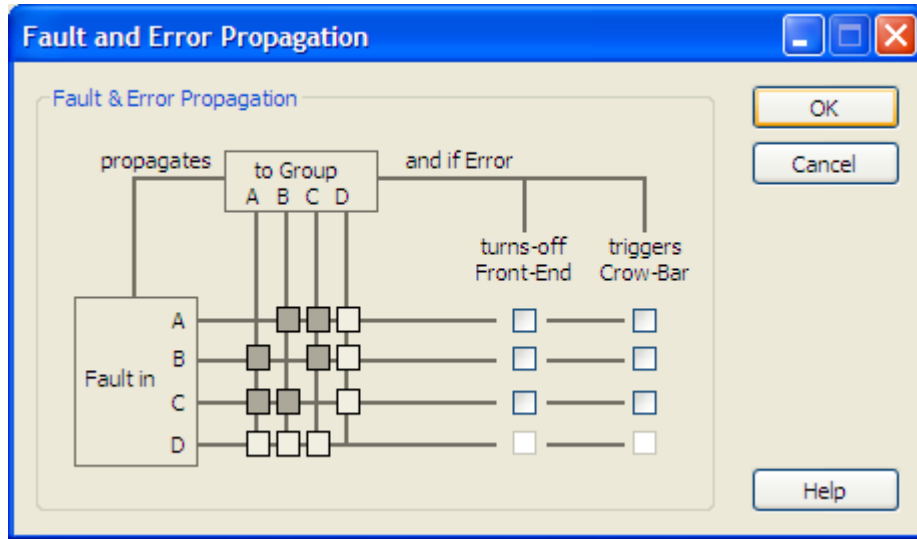 Fault and Error Propagation
Fault & Error Propagation
OK
propagates
to Group
and if Error
Cancel
A B C D
turns-off
Front-End
triggers
Crow-Bar
Fault in
A
B
C
D
Help